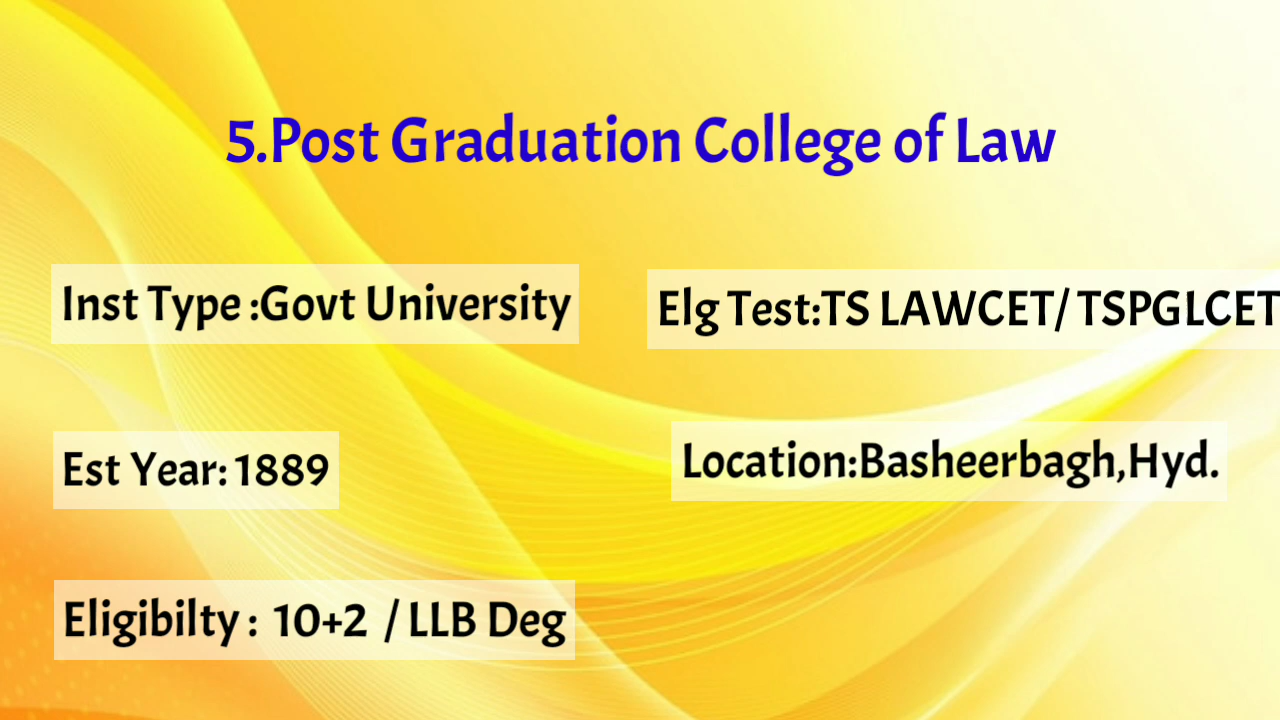 5.Post Graduation College of Law
Inst Type :Govt University
Elg Test:TS LAWCET/ TSPGLCET
Est Year: 1889
Location:Basheerbagh,Hyd.
Eligibilty : 10+2 / LLB Deg